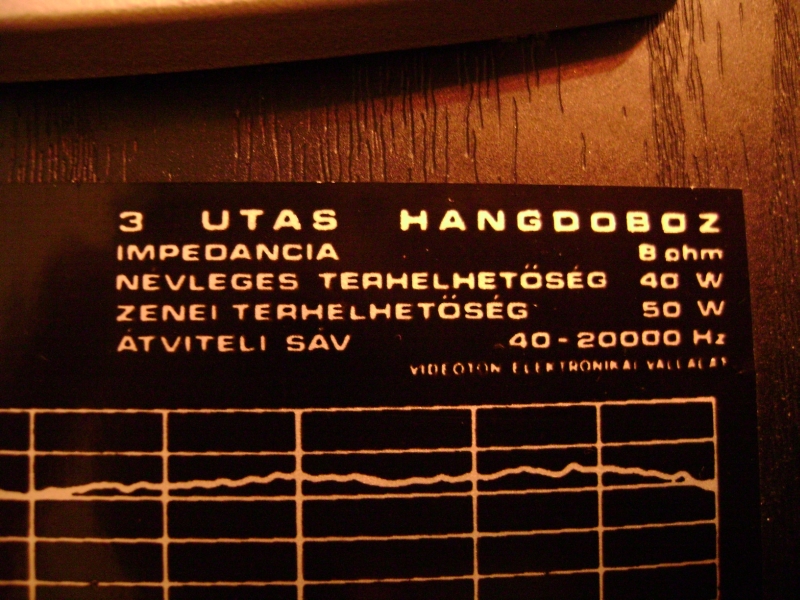 3 UTAS HANGDOBOZ
IMPEDANCIA 8 ohm
NÉVLEGES TERHELHETŐSÉG 40 W
ZENEI TERHELHETŐSÉG 50 W
ÁTVITELI SÁV 40-20000 Hz
VIDEOTON ELEKTRONIKAI VÁLLALAT